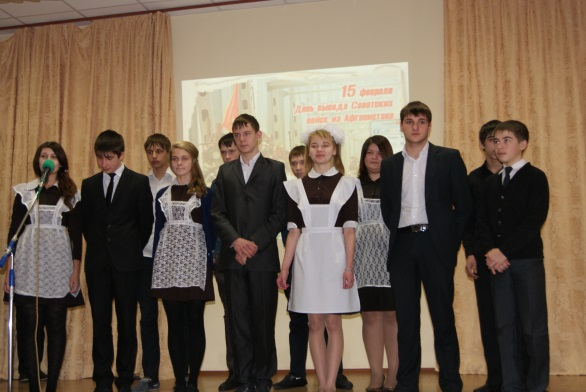 15 февраля
День вывода Советских
войск из Афганистана